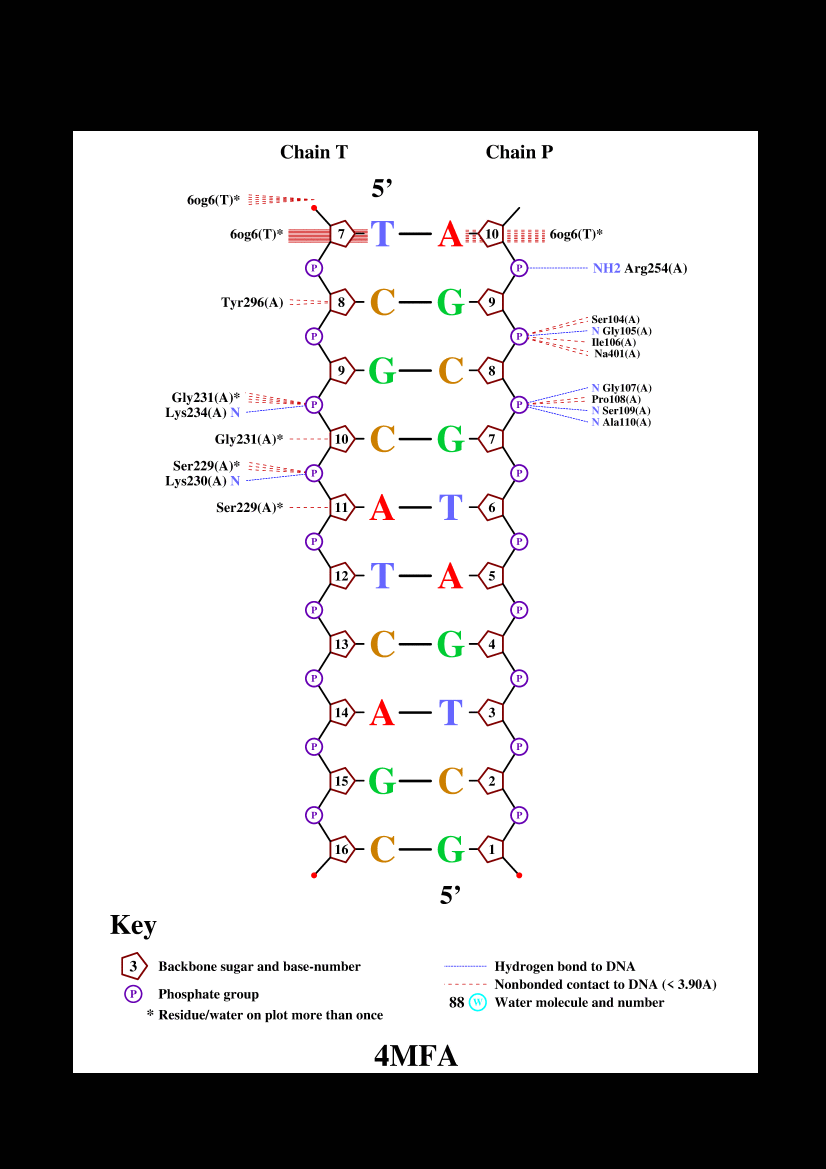 Chain T Chain P
5’
6og6(T)*
6og6(T)* 7 T A 10 6og6(T)*
P P NH2 Arg254(A)
Tyr296(A) 8 C G 9
Ser104(A)
P P N Gly105(A)
Ile106(A)
Na401(A)
9 G C 8
N Gly107(A)
Gly231(A)* Pro108(A)
P P
Lys234(A) N N Ser109(A)
N Ala110(A)
Gly231(A)* 10 C G 7
Ser229(A)*
P P
Lys230(A) N
Ser229(A)* 11 A T 6
P P
12 T A 5
P P
13 C G 4
P P
14 A T 3
P P
15 G C 2
P P
16 C G 1
5’
Key
3 Backbone sugar and base-number Hydrogen bond to DNA
Nonbonded contact to DNA (< 3.90A)
P Phosphate group
88 W Water molecule and number
* Residue/water on plot more than once
4MFA